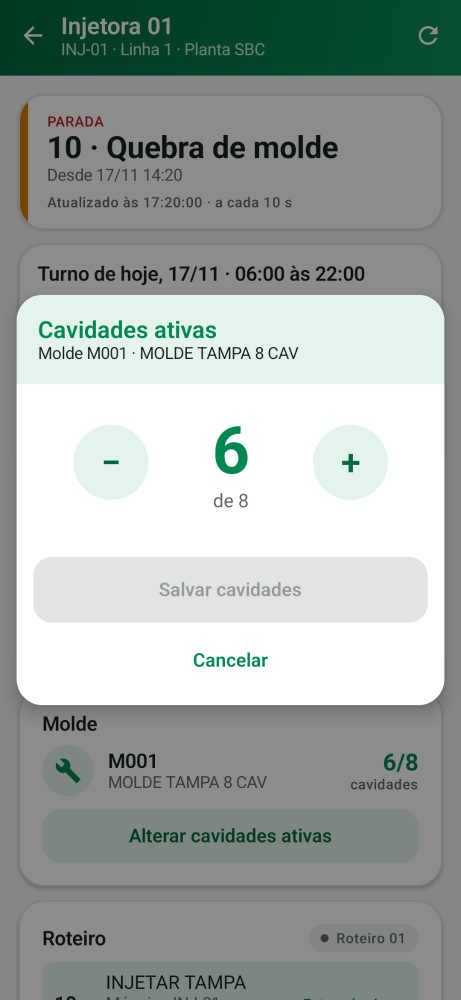 Injetora 01
INJ-01 · Linha 1 · Planta SBC
PARADA
10 · Quebra de molde
Desde 17/11 14:20
Atualizado às 17:20:00 · a cada 10 s
Turno de hoje, 17/11 · 06:00 às 22:00
Cavidades ativas
Molde M001 · MOLDE TAMPA 8 CAV
− 6 +
de 8
Salvar cavidades
Cancelar
Molde
M001 6/8
MOLDE TAMPA 8 CAV cavidades
Alterar cavidades ativas
Roteiro Roteiro 01
INJETAR TAMPA